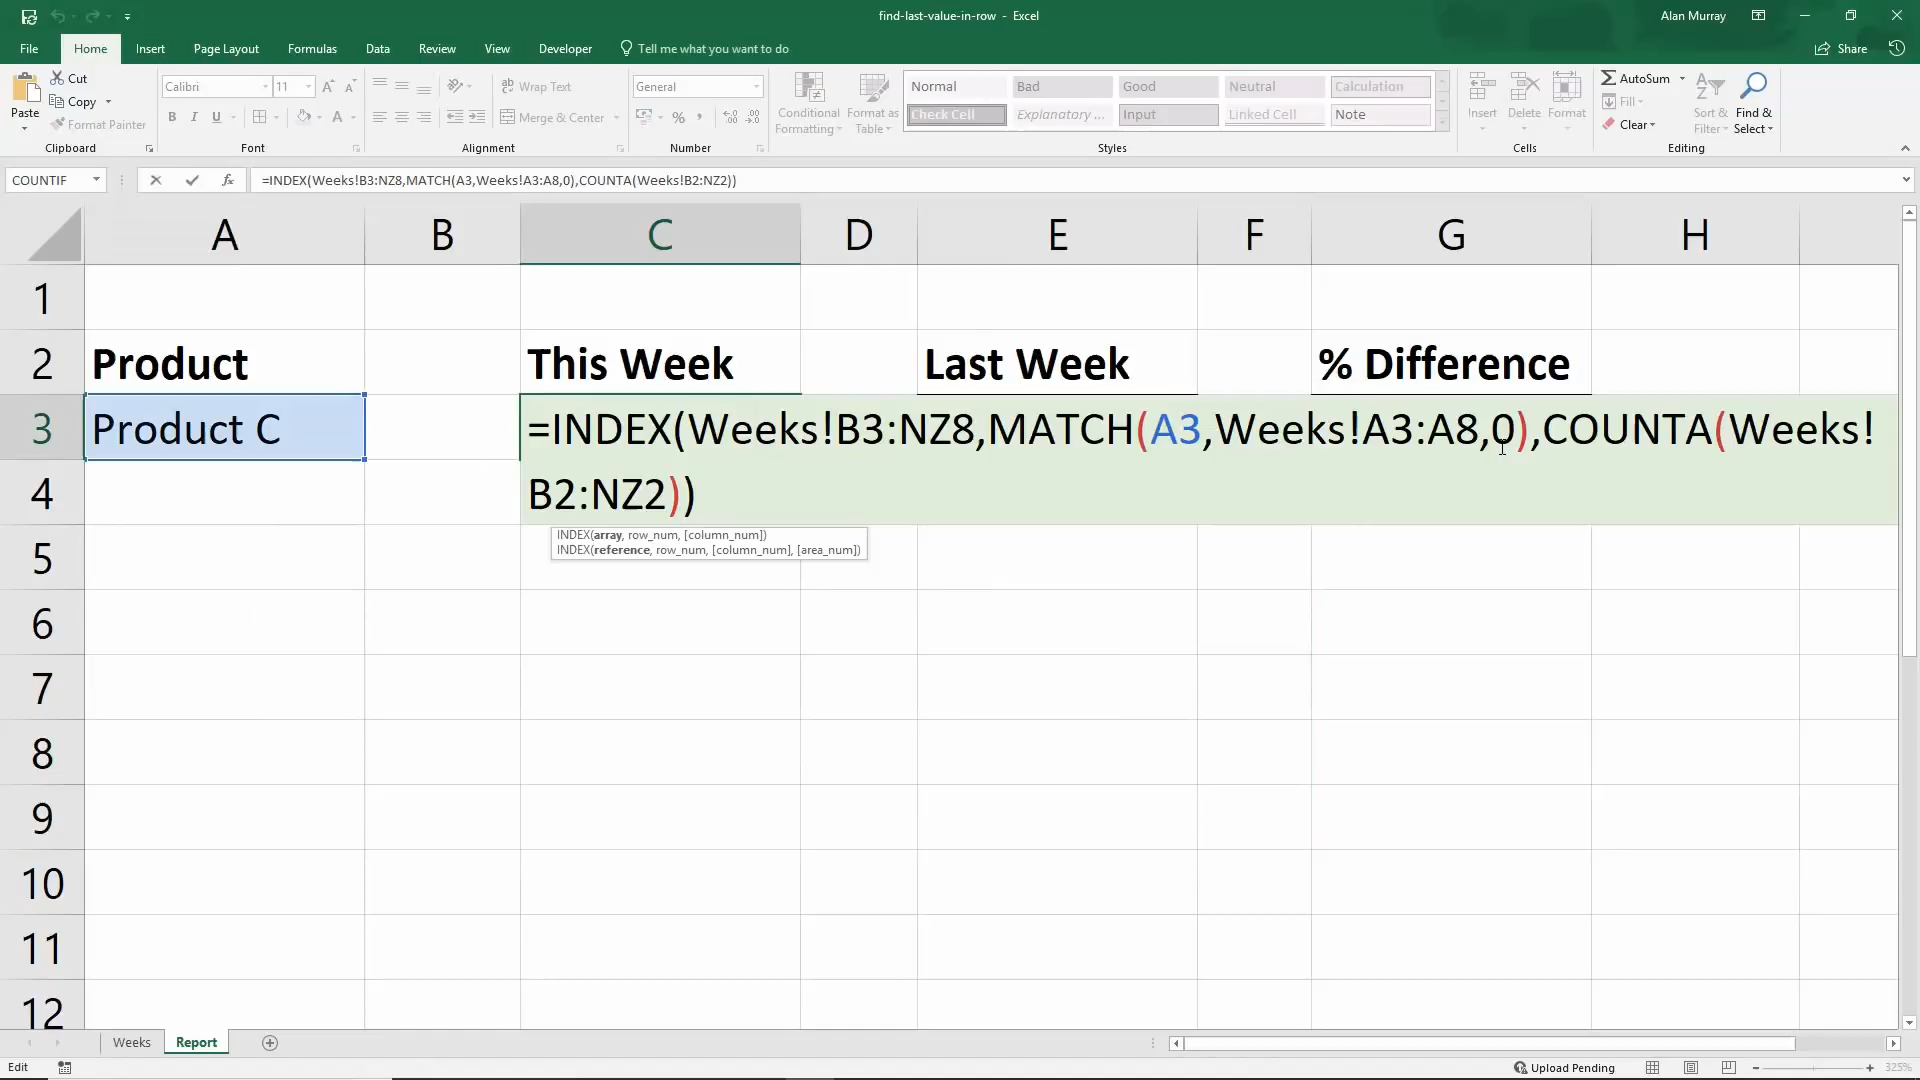 find-last-value-in-row - Excel
Alan Murray
File Home Insert Page Layout Formulas Data Review View Developer Tell me what you want to do Share
Paste
Cut
Copy
Format Painter
Clipboard
Calibri 11
B I U
Font
Wrap Text
Merge & Center
Alignment
General
Number
Conditional Formatting
Format as Table
Normal Bad Good Neutral Calculation
Check Cell Explanatory ... Input Linked Cell Note
Styles
Insert Delete Format
Cells
AutoSum
Fill
Clear
Sort & Filter
Find & Select
Editing
COUNTIF fx =INDEX(Weeks!B3:NZ8,MATCH(A3,Weeks!A3:A8,0),COUNTA(Weeks!B2:NZ2))
A B C D E F G H
1
2 Product This Week Last Week % Difference
3 Product C =INDEX(Weeks!B3:NZ8,MATCH(A3,Weeks!A3:A8,0),COUNTA(Weeks!
4 B2:NZ2))
INDEX(array, row_num, [column_num])
INDEX(reference, row_num, [column_num], [area_num])
5
6
7
8
9
10
11
12
Weeks Report
Edit Upload Pending 325%